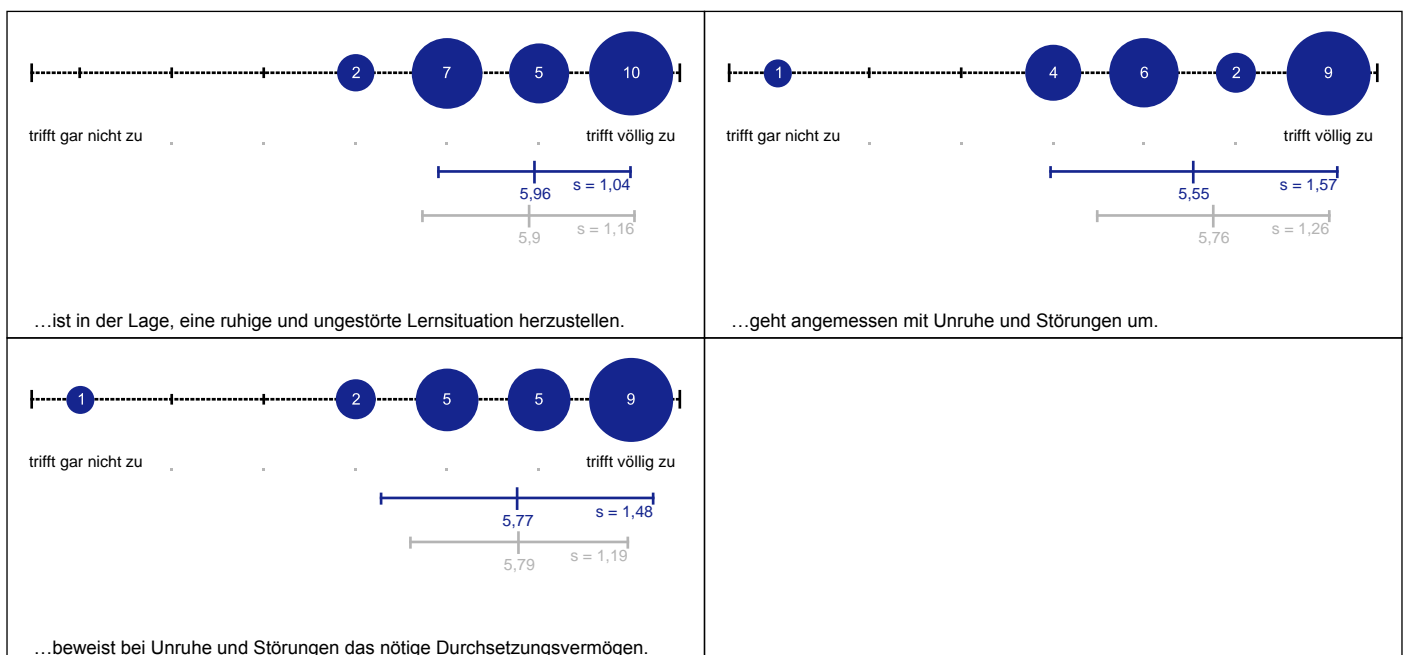 2 7 5 10
trifft gar nicht zu . . . . . trifft völlig zu
s = 1,04
5,96
s = 1,16
5,9
…ist in der Lage, eine ruhige und ungestörte Lernsituation herzustellen.
1 4 6 2 9
trifft gar nicht zu . . . . . trifft völlig zu
s = 1,57
5,55
s = 1,26
5,76
…geht angemessen mit Unruhe und Störungen um.
1 2 5 5 9
trifft gar nicht zu . . . . . trifft völlig zu
s = 1,48
5,77
s = 1,19
5,79
…beweist bei Unruhe und Störungen das nötige Durchsetzungsvermögen.